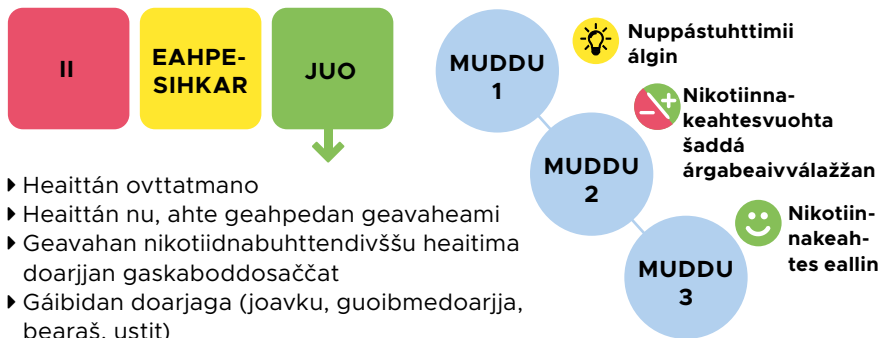 II
EAHPE-
SIHKAR
JUO
▸ Heaittán ovttatmano
▸ Heaittán nu, ahte geahpedan geavaheami
▸ Geavahan nikotiidnabuhttendivššu heaitima
doarjjan gaskaboddosaččat
▸ Gáibidan doarjaga (joavku, guoibmedoarjja,
bearaš, ustit)
MUDDU
1
Nuppástuhttimii
álgin
MUDDU
2
Nikotiinna-
keahtesvuohta
šaddá
árgabeaivválažžan
MUDDU
3
Nikotiin-
nakeah-
tes eallin